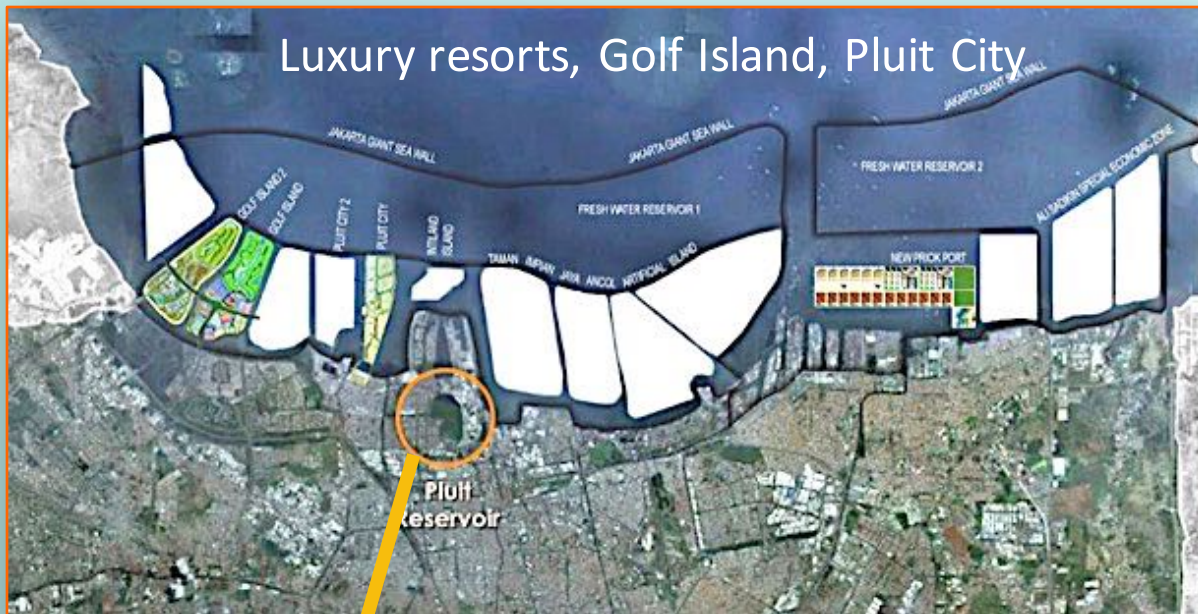 Luxury resorts, Golf Island, Pluit City
JAKARTA GIANT SEA WALL
JAKARTA GIANT SEA WALL
JAKARTA GIANT SEA WALL
FRESH WATER RESERVOIR 2
ALI SADIKIN SPECIAL ECONOMIC ZONE
FRESH WATER RESERVOIR 1
GOLF ISLAND 2
GOLF ISLAND
PLUIT CITY 2
PLUIT CITY
INTILAND
ISLAND
TAMAN IMPIAN JAYA ANCOL ARTIFICIAL ISLAND
NEW PRIOK PORT
Pluit
Reservoir